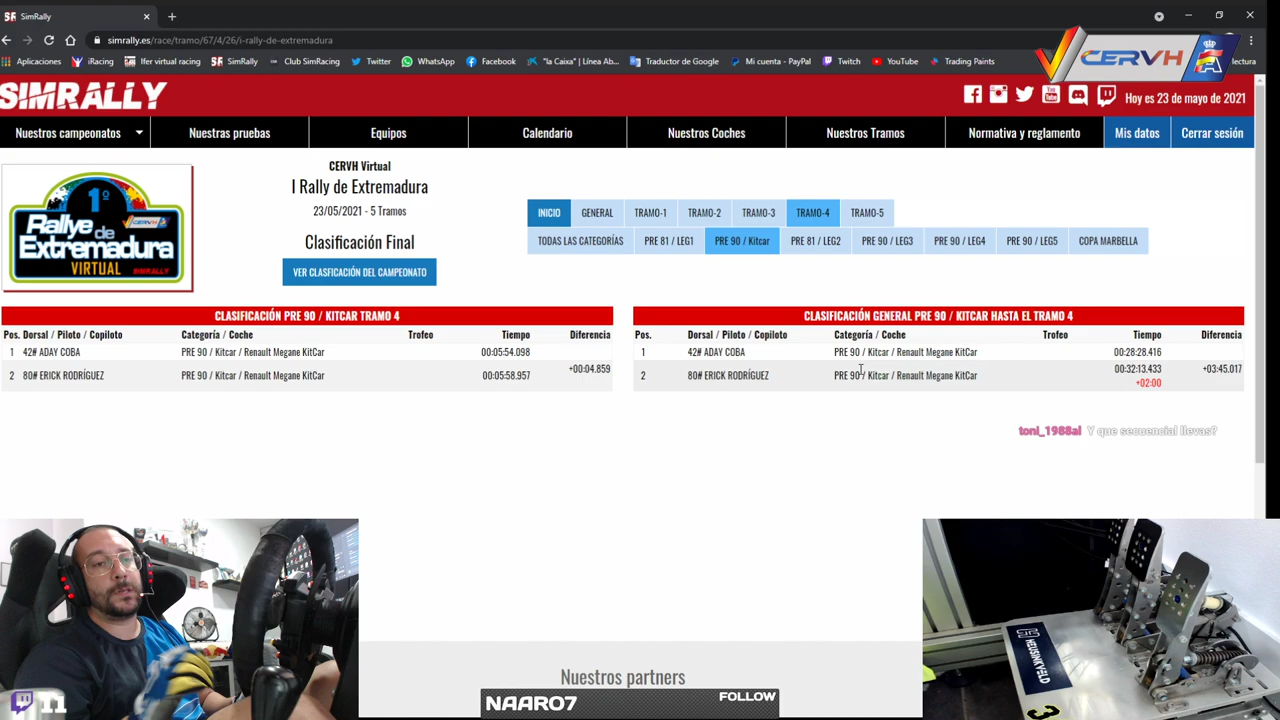 SimRally
simrally.es/race/tramo/67/4/26/i-rally-de-extremadura
Aplicaciones iRacing Ifer virtual racing SimRally Club SimRacing Twitter WhatsApp Facebook "la Caixa" | Línea Ab... Traductor de Google Mi cuenta - PayPal Twitch YouTube Trading Paints lectura
CERVH
SIMRALLY
Hoy es 23 de mayo de 2021
Nuestros campeonatos Nuestras pruebas Equipos Calendario Nuestros Coches Nuestros Tramos Normativa y reglamento Mis datos Cerrar sesión
1º
Rallye
de
Extremadura
VIRTUAL SIMRALLY
CERVH Virtual
I Rally de Extremadura
23/05/2021 - 5 Tramos
Clasificación Final
VER CLASFICACIÓN DEL CAMPEONATO
INICIO GENERAL TRAMO-1 TRAMO-2 TRAMO-3 TRAMO-4 TRAMO-5
TODAS LAS CATEGORÍAS PRE 81 / LEG1 PRE 90 / Kitcar PRE 81 / LEG2 PRE 90 / LEG3 PRE 90 / LEG4 PRE 90 / LEG5 COPA MARBELLA
CLASIFICACIÓN PRE 90 / KITCAR TRAMO 4
Pos. Dorsal / Piloto / Copiloto Categoría / Coche Trofeo Tiempo Diferencia
1 42# ADAY COBA PRE 90 / Kitcar / Renault Megane KitCar 00:05:54.098
2 80# ERICK RODRÍGUEZ PRE 90 / Kitcar / Renault Megane KitCar 00:05:58.957 +00:04.859
CLASIFICACIÓN GENERAL PRE 90 / KITCAR HASTA EL TRAMO 4
Pos. Dorsal / Piloto / Copiloto Categoría / Coche Trofeo Tiempo Diferencia
1 42# ADAY COBA PRE 90 / Kitcar / Renault Megane KitCar 00:28:28.416
2 80# ERICK RODRÍGUEZ PRE 90 / Kitcar / Renault Megane KitCar 00:32:13.433 +03:45.017
+02:00
toni_1988al Y que secuencial llevas?
HEUSINKVELD
3
Nuestros partners
NAARO7 FOLLOW